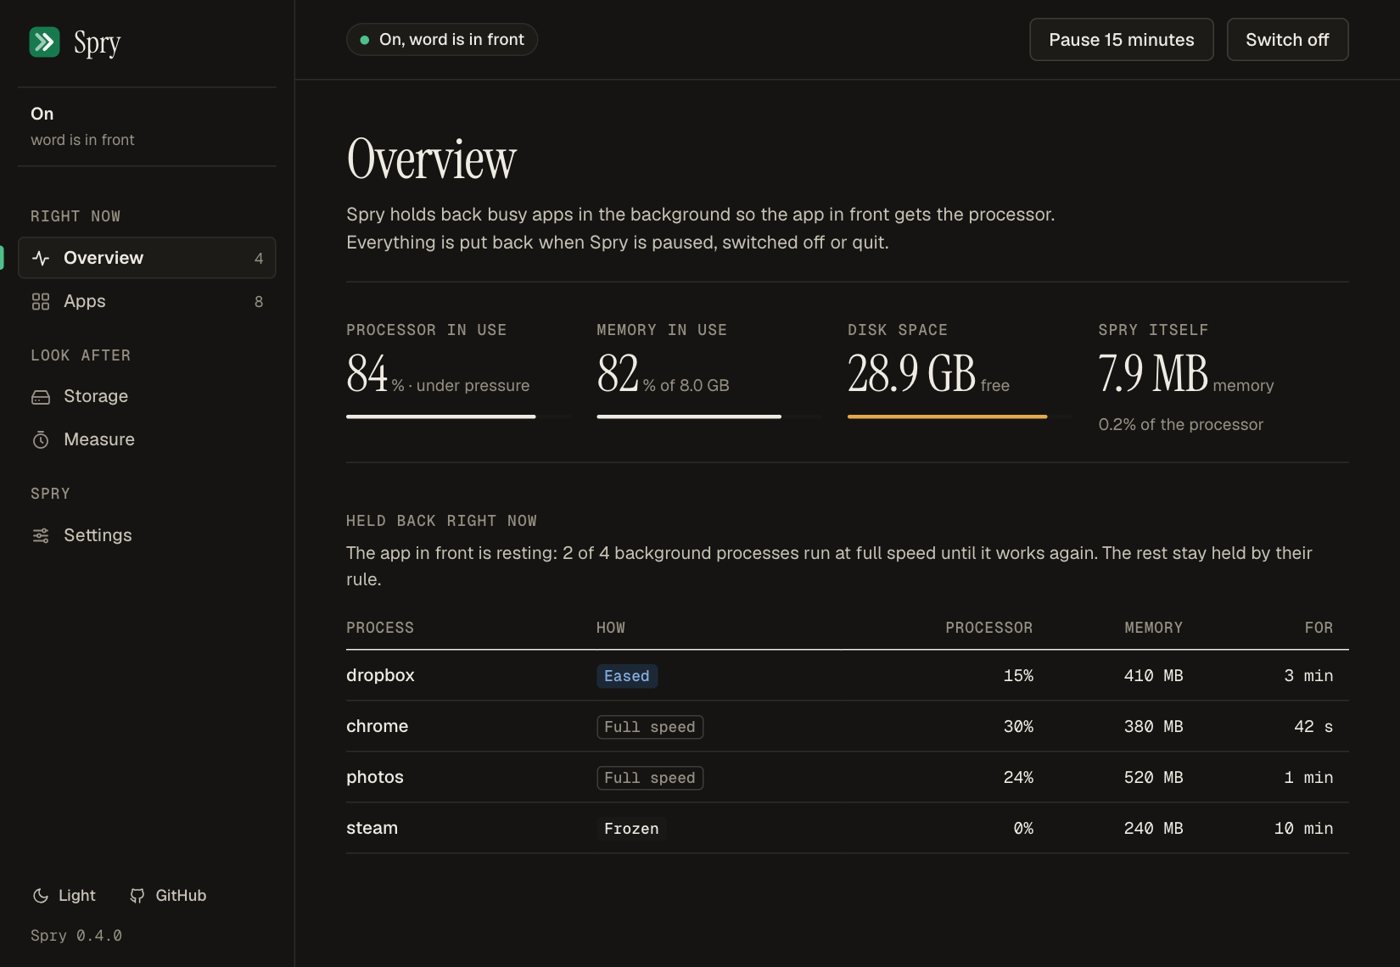 Spry
On
word is in front
RIGHT NOW
Overview 4
Apps 8
LOOK AFTER
Storage
Measure
SPRY
Settings
Light GitHub
Spry 0.4.0
On, word is in front
Pause 15 minutes Switch off
Overview
Spry holds back busy apps in the background so the app in front gets the processor.
Everything is put back when Spry is paused, switched off or quit.
PROCESSOR IN USE MEMORY IN USE DISK SPACE SPRY ITSELF
84 % · under pressure 82 % of 8.0 GB 28.9 GB free 7.9 MB memory
0.2% of the processor
HELD BACK RIGHT NOW
The app in front is resting: 2 of 4 background processes run at full speed until it works again. The rest stay held by their
rule.
PROCESS HOW PROCESSOR MEMORY FOR
dropbox Eased 15% 410 MB 3 min
chrome Full speed 30% 380 MB 42 s
photos Full speed 24% 520 MB 1 min
steam Frozen 0% 240 MB 10 min